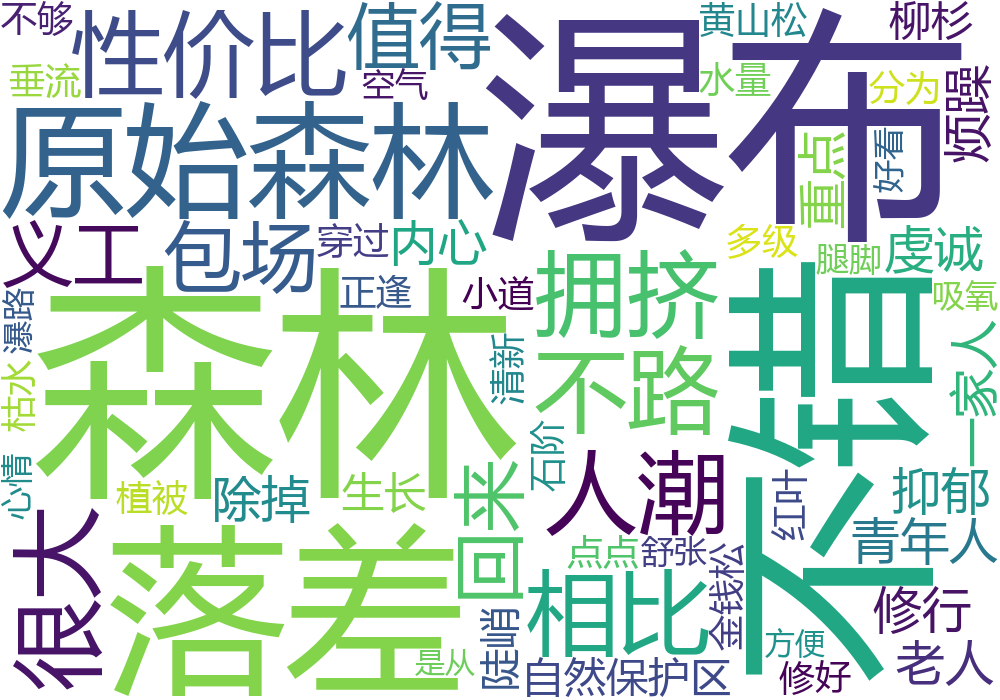 不够
性价比
值得
瀑布
黄山松
柳杉
垂流
空气
水量
分为
烦躁
原始森林
重点
好看
义工
包场
穿过
内心
多级
腿脚
虔诚
正逢
小道
拥挤
吸氧
瀑路
森林
不错
一家人
清新
不路
枯水
石阶
心情
植被
除掉
生长
回来
人潮
红叶
抑郁
青年人
很大
落差
点点
舒张
金钱松
相比
修行
陡峭
方便
老人
是从
自然保护区
修好